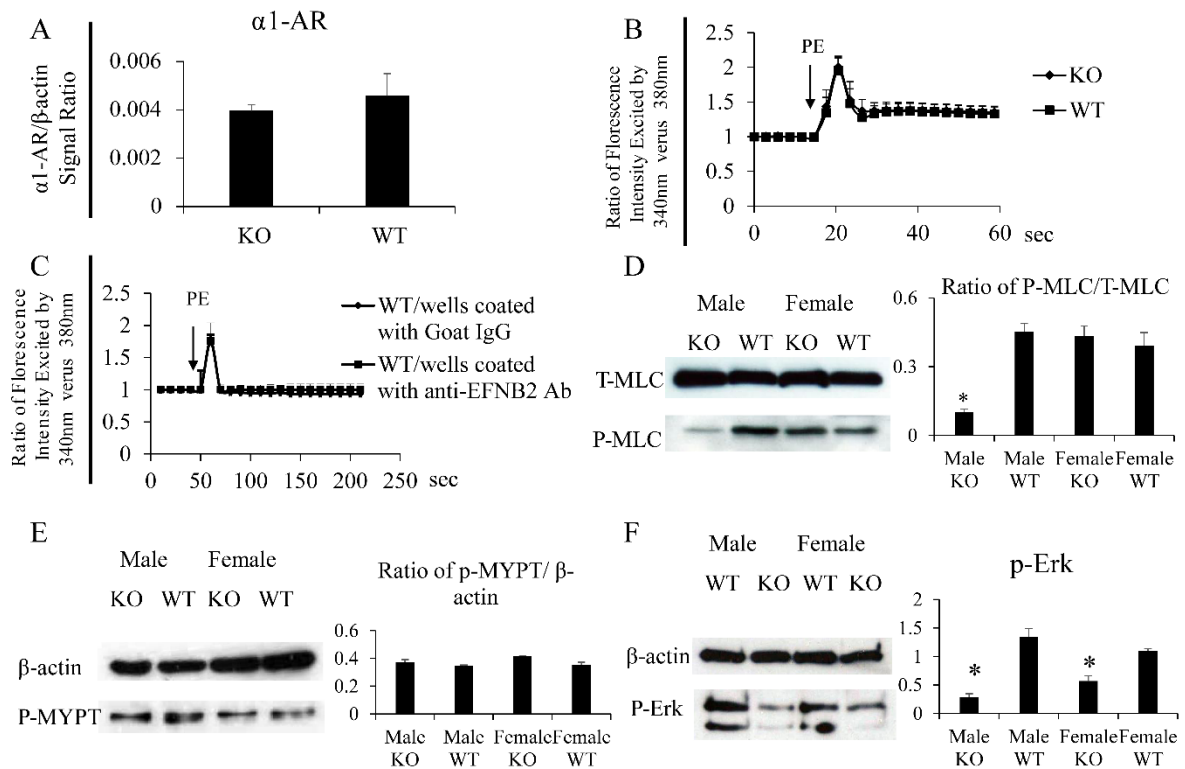 A
α1-AR
α1-AR/β-actin
Signal Ratio
0.006
0.004
0.002
0
KO WT
B
Ratio of Florescence
Intensity Excited by
340nm verus 380nm
2.5
2
1.5
1
0.5
0
PE
KO
WT
0 20 40 60 sec
C
Ratio of Florescence
Intensity Excited by
340nm verus 380nm
2.5
2
1.5
1
0.5
0
PE
WT/wells coated
with Goat IgG
WT/wells coated
with anti-EFNB2 Ab
0 50 100 150 200 250 sec
D
Male Female
KO WT KO WT
T-MLC
P-MLC
Ratio of P-MLC/T-MLC
0.6
0.3
0
*
Male Male Female Female
KO WT KO WT
E
Male Female
KO WT KO WT
β-actin
P-MYPT
Ratio of p-MYPT/ β-
actin
0.6
0.4
0.2
0
Male Male Female Female
KO WT KO WT
F
Male Female
WT KO WT KO
β-actin
P-Erk
p-Erk
2
1.5
1
0.5
0
* *
Male Male Female Female
KO WT KO WT